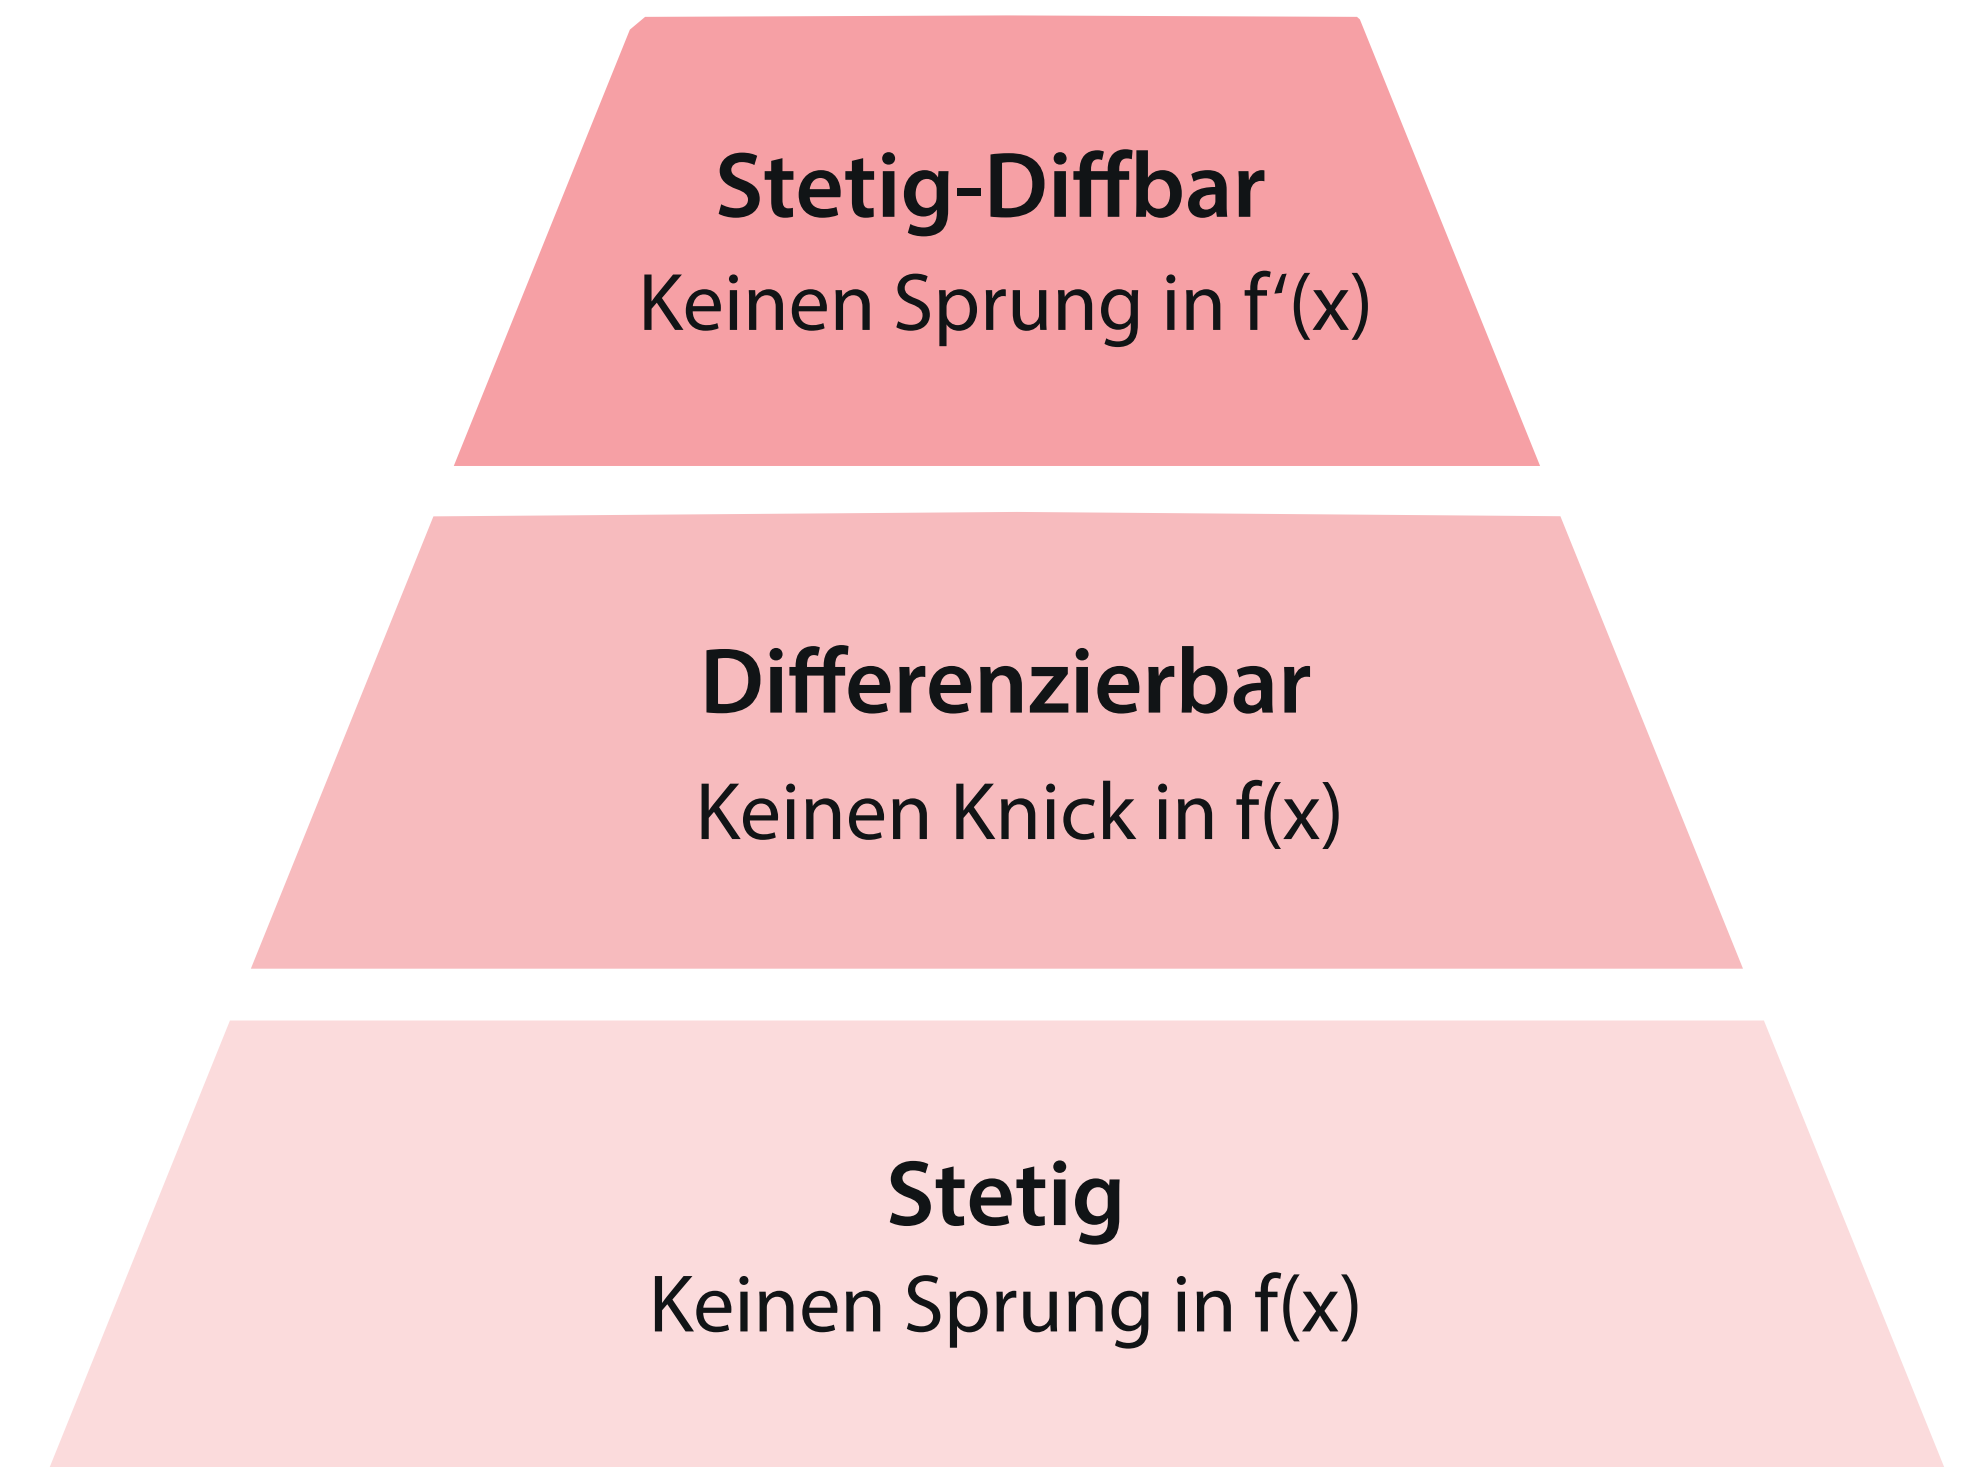 Stetig-Diffbar
Keinen Sprung in f‘(x)
Differenzierbar
Keinen Knick in f(x)
Stetig
Keinen Sprung in f(x)